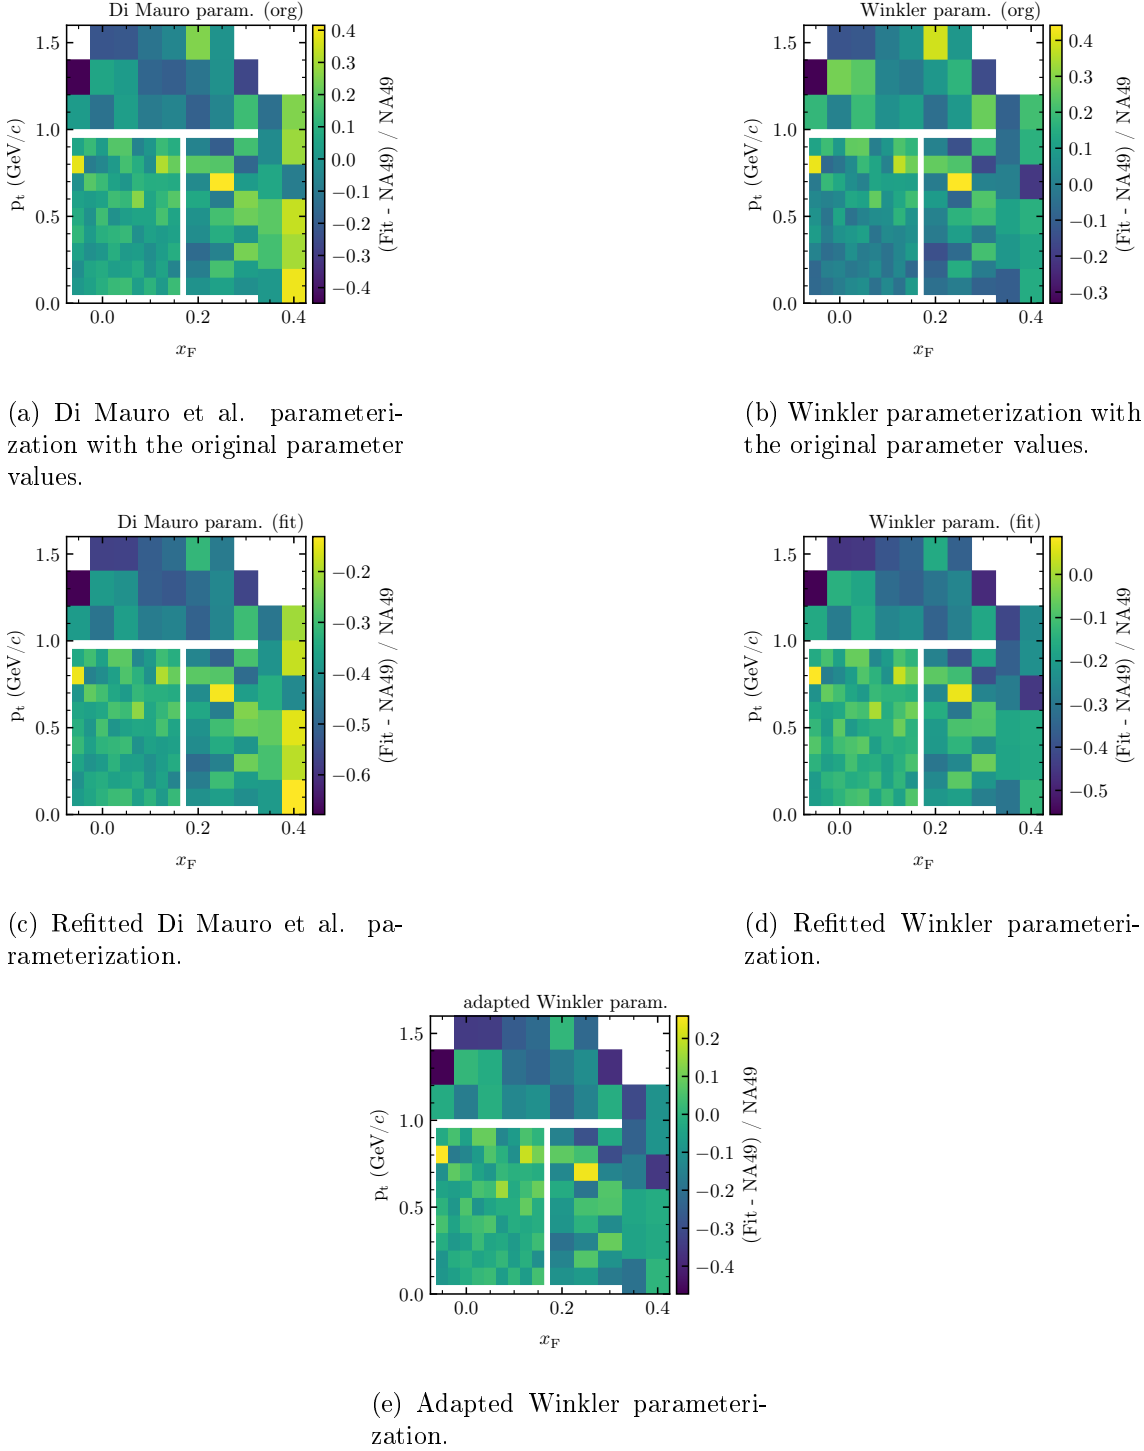 Di Mauro param. (org)
1.5
1.0
0.5
0.0
0.0 0.2 0.4
p_t (GeV/c)
x_F
0.4
0.3
0.2
0.1
0.0
−0.1
−0.2
−0.3
−0.4
(Fit - NA49) / NA49
Winkler param. (org)
1.5
1.0
0.5
0.0
0.0 0.2 0.4
p_t (GeV/c)
x_F
0.4
0.3
0.2
0.1
0.0
−0.1
−0.2
−0.3
(Fit - NA49) / NA49
(a) Di Mauro et al. parameteri-
zation with the original parameter
values.
(b) Winkler parameterization with
the original parameter values.
Di Mauro param. (fit)
1.5
1.0
0.5
0.0
0.0 0.2 0.4
p_t (GeV/c)
x_F
−0.2
−0.3
−0.4
−0.5
−0.6
(Fit - NA49) / NA49
Winkler param. (fit)
1.5
1.0
0.5
0.0
0.0 0.2 0.4
p_t (GeV/c)
x_F
0.0
−0.1
−0.2
−0.3
−0.4
−0.5
(Fit - NA49) / NA49
(c) Refitted Di Mauro et al. pa-
rameterization.
(d) Refitted Winkler parameteri-
zation.
adapted Winkler param.
1.5
1.0
0.5
0.0
0.0 0.2 0.4
p_t (GeV/c)
x_F
0.2
0.1
0.0
−0.1
−0.2
−0.3
−0.4
(Fit - NA49) / NA49
(e) Adapted Winkler parameteri-
zation.